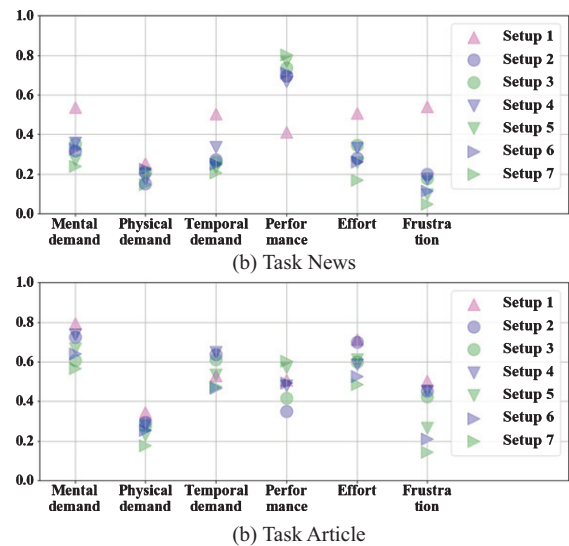 1.0
0.8
0.6
0.4
0.2
0.0
Setup 1
Setup 2
Setup 3
Setup 4
Setup 5
Setup 6
Setup 7
Mental Physical Temporal Perfor Effort Frustra
demand demand demand mance tion
(b) Task News
1.0
0.8
0.6
0.4
0.2
0.0
Setup 1
Setup 2
Setup 3
Setup 4
Setup 5
Setup 6
Setup 7
Mental Physical Temporal Perfor Effort Frustra
demand demand demand mance tion
(b) Task Article